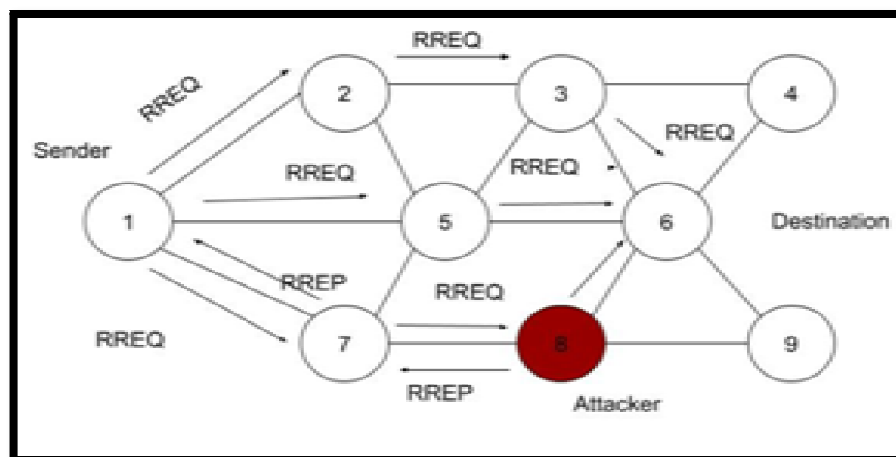 RREQ
2
3
4
RREQ
RREQ
Sender
RREQ
RREQ
1
5
6
Destination
RREP
RREQ
RREQ
7
8
9
RREP
Attacker